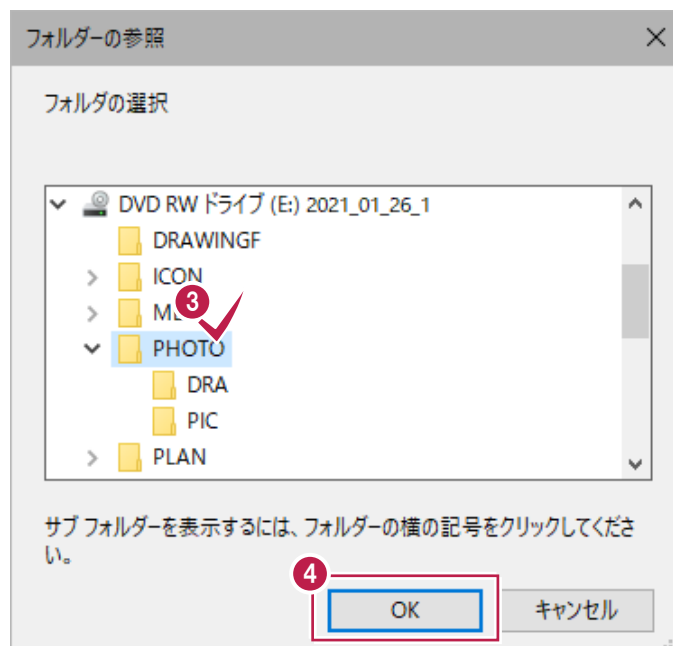 フォルダーの参照
フォルダの選択
DVD RW ドライブ (E:) 2021_01_26_1
DRAWINGF
ICON
3
PHOTO
DRA
PIC
PLAN
サブ フォルダーを表示するには、フォルダーの横の記号をクリックしてくださ
い。
4
OK キャンセル